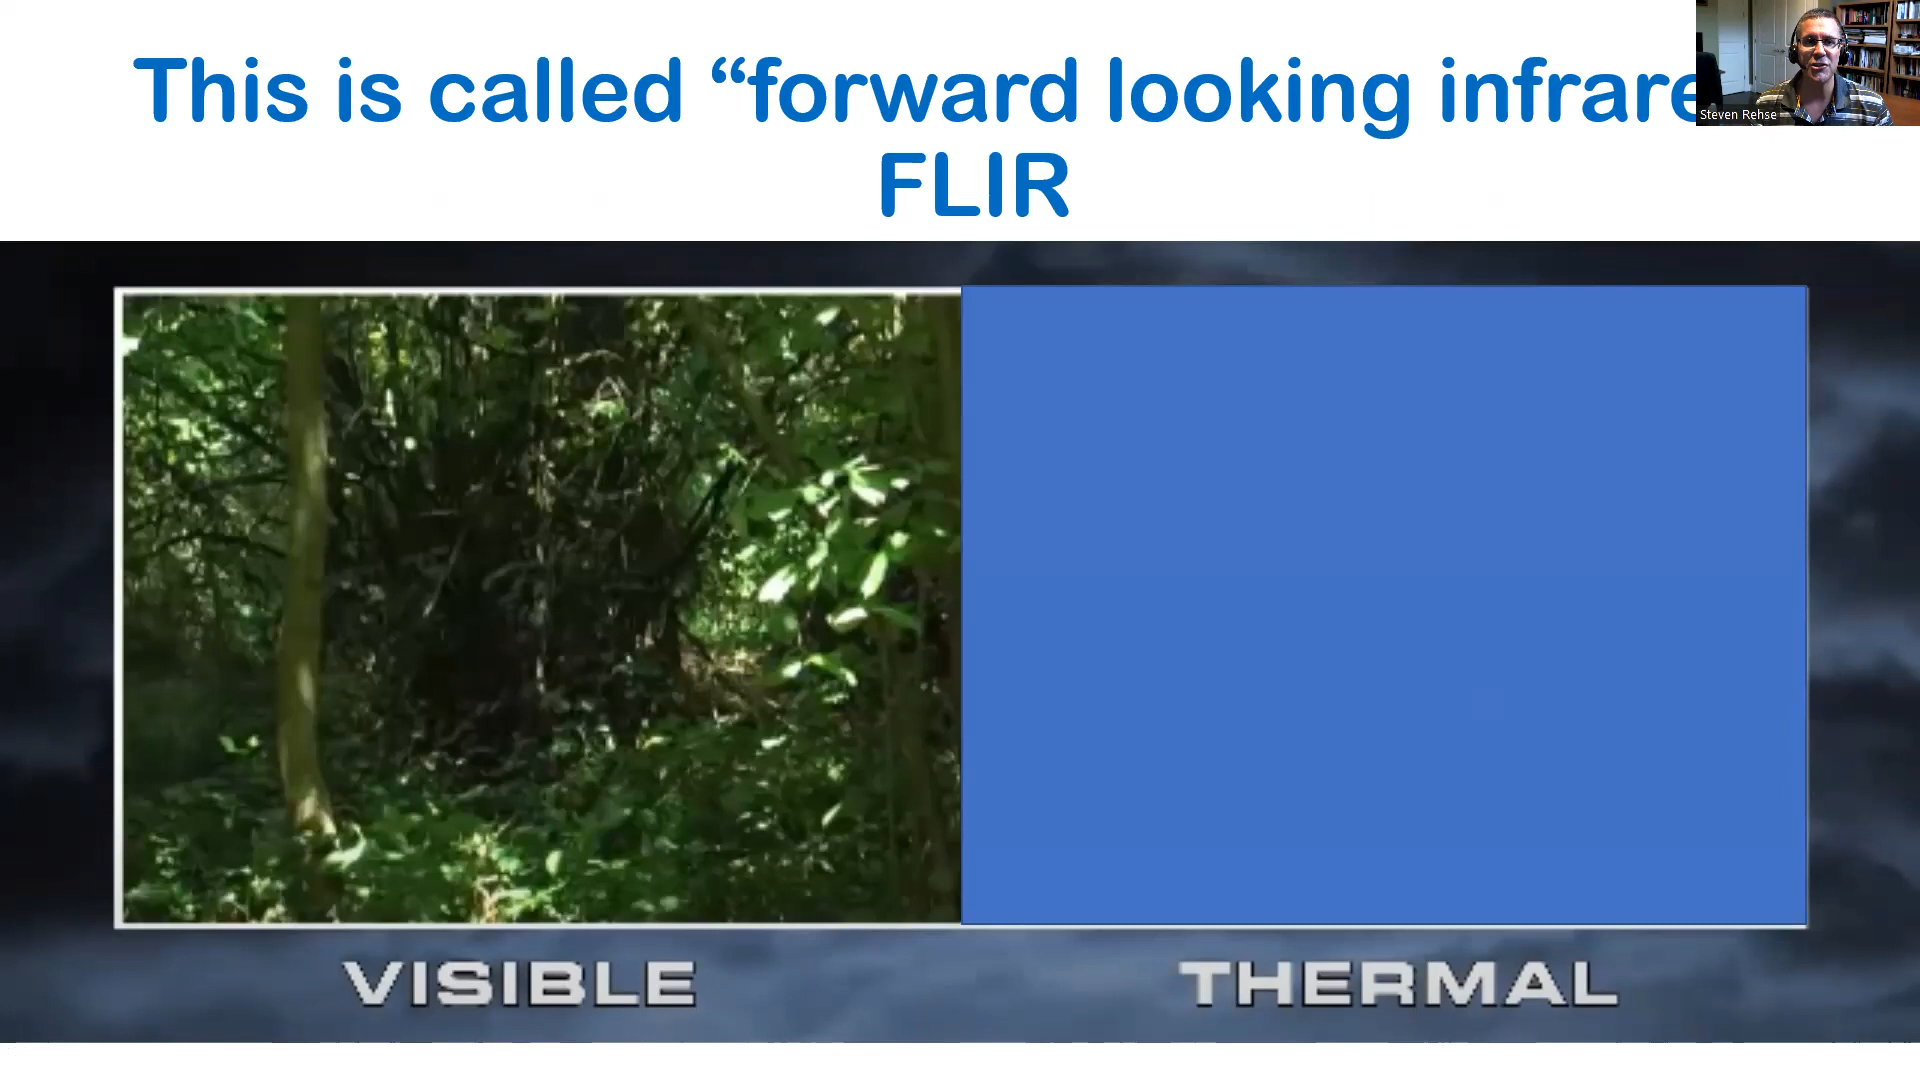 This is called “forward looking infrare
FLIR
Steven Rehse
VISIBLE
THERMAL